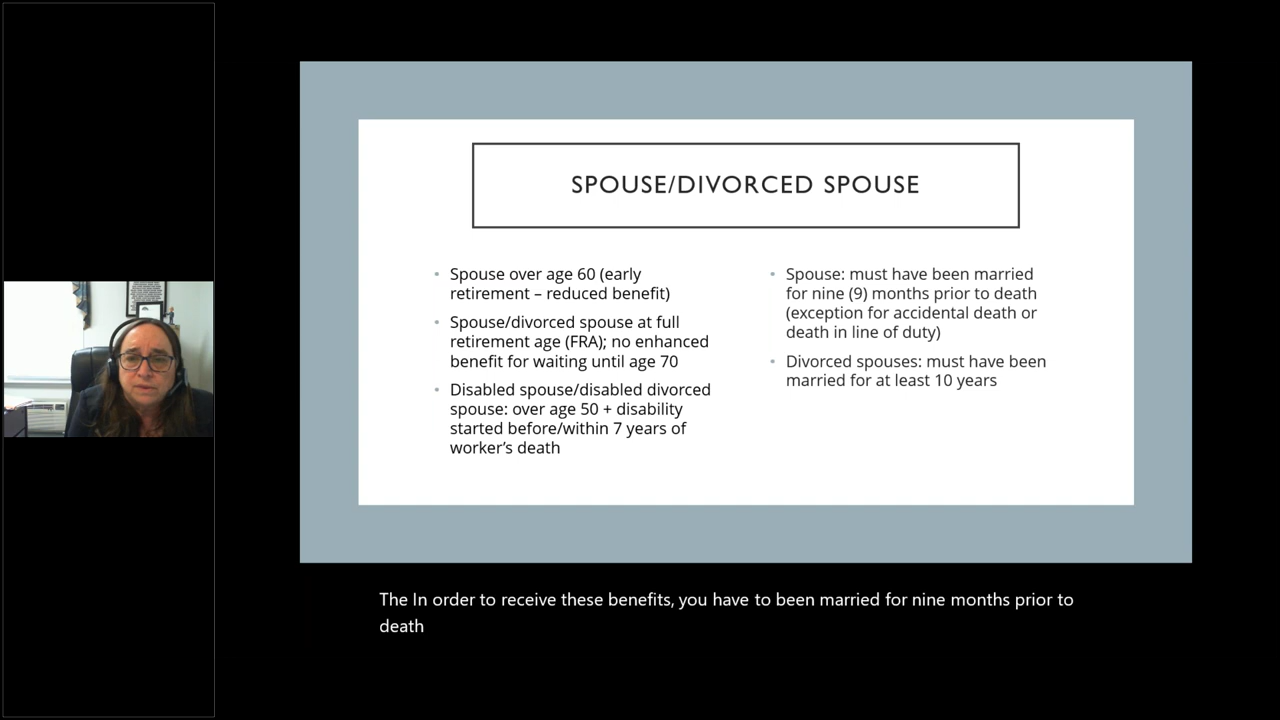 SPOUSE/DIVORCED SPOUSE
• Spouse over age 60 (early
retirement – reduced benefit)
• Spouse/divorced spouse at full
retirement age (FRA); no enhanced
benefit for waiting until age 70
• Disabled spouse/disabled divorced
spouse: over age 50 + disability
started before/within 7 years of
worker’s death
• Spouse: must have been married
for nine (9) months prior to death
(exception for accidental death or
death in line of duty)
• Divorced spouses: must have been
married for at least 10 years
The In order to receive these benefits, you have to been married for nine months prior to
death